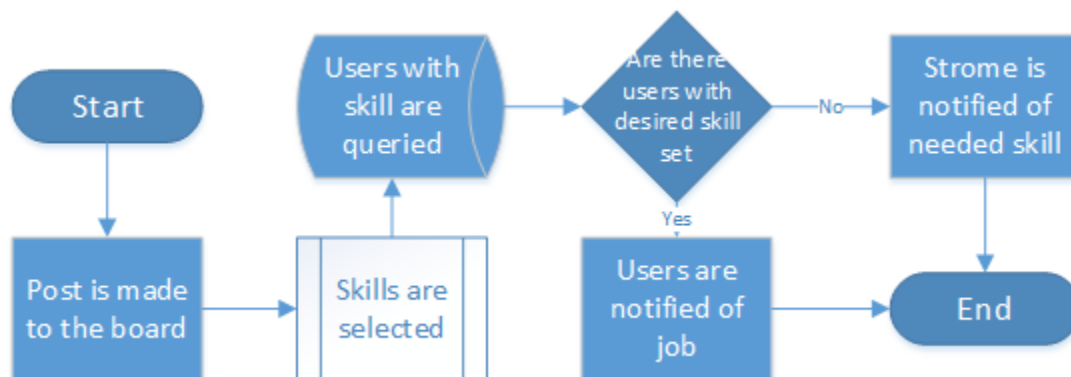 Start
Post is made
to the board
Skills are
selected
Users with
skill are
queried
Are there
users with
desired skill
set
No
Strome is
notified of
needed skill
Yes
Users are
notified of
job
End